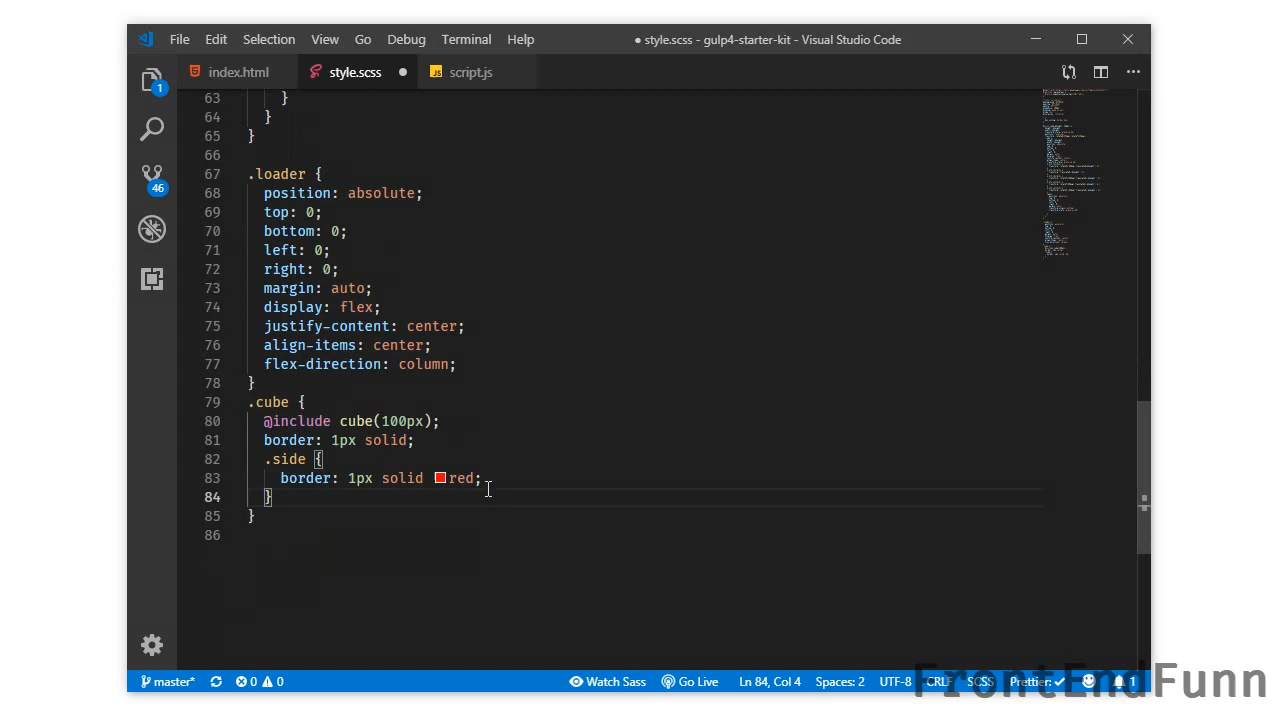 File Edit Selection View Go Debug Terminal Help ● style.scss - gulp4-starter-kit - Visual Studio Code
1 index.html style.scss ● JS script.js
63 }
64 }
65 }
66
67 .loader {
68 position: absolute;
69 top: 0;
70 bottom: 0;
71 left: 0;
72 right: 0;
73 margin: auto;
74 display: flex;
75 justify-content: center;
76 align-items: center;
77 flex-direction: column;
78 }
79 .cube {
80 @include cube(100px);
81 border: 1px solid;
82 .side {
83 border: 1px solid red;
84 }
85 }
86
46
master* 0 0 Watch Sass Go Live Ln 84, Col 4 Spaces: 2 UTF-8 CRLF SCSS Prettier: ✓ 1
FrontEndFunn